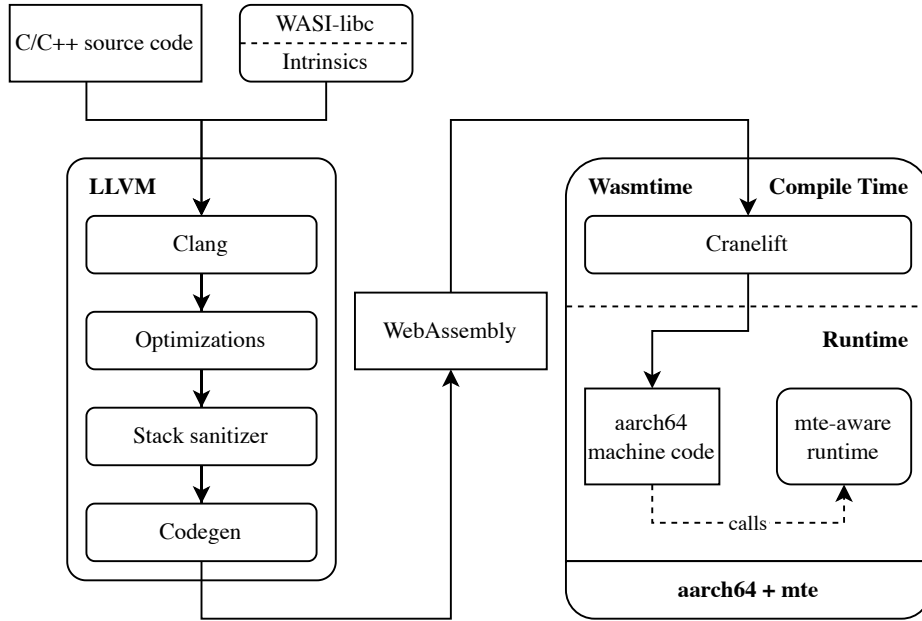 C/C++ source code
WASI-libc
Intrinsics
LLVM
Clang
Optimizations
Stack sanitizer
Codegen
WebAssembly
Wasmtime
Compile Time
Cranelift
Runtime
aarch64
machine code
mte-aware
runtime
calls
aarch64 + mte